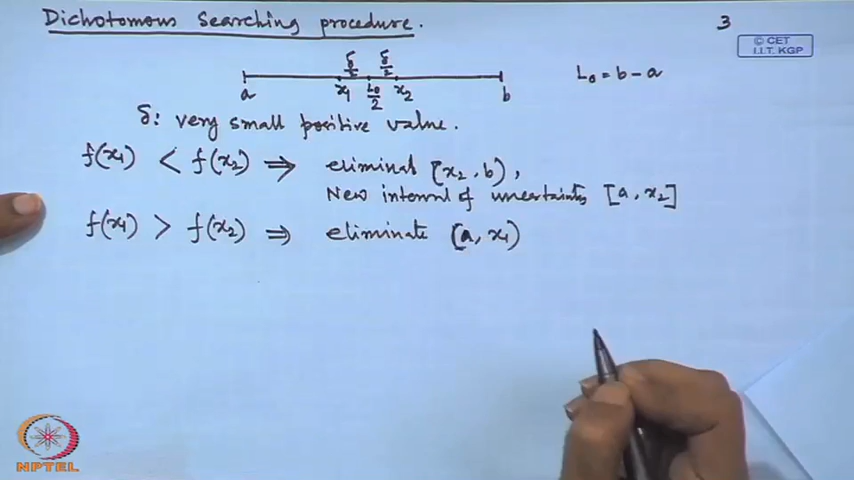 Dichotomous searching procedure.
3
© CET
I.I.T. KGP
δ/2 δ/2
a x₁ L₀/2 x₂ b
L₀ = b - a
δ: very small positive value.
f(x₁) < f(x₂) ⇒ eliminat [x₂, b),
New interval of uncertainty [a, x₂]
f(x₁) > f(x₂) ⇒ eliminate (a, x₁)
NPTEL